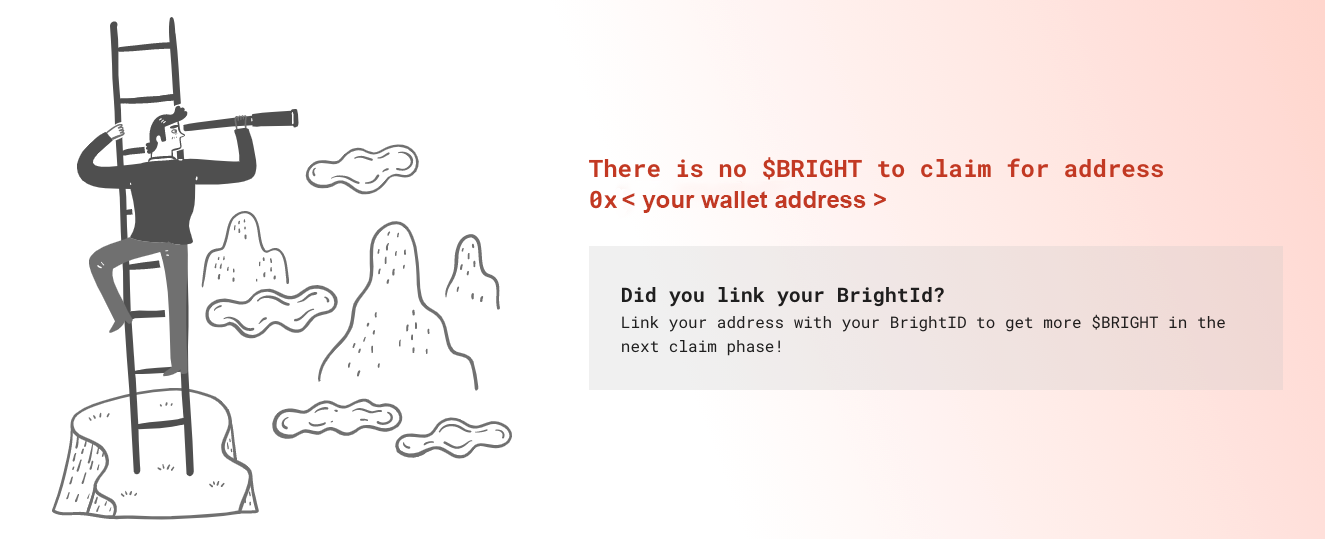 There is no $BRIGHT to claim for address
0x< your wallet address >
Did you link your BrightId?
Link your address with your BrightID to get more $BRIGHT in the
next claim phase!